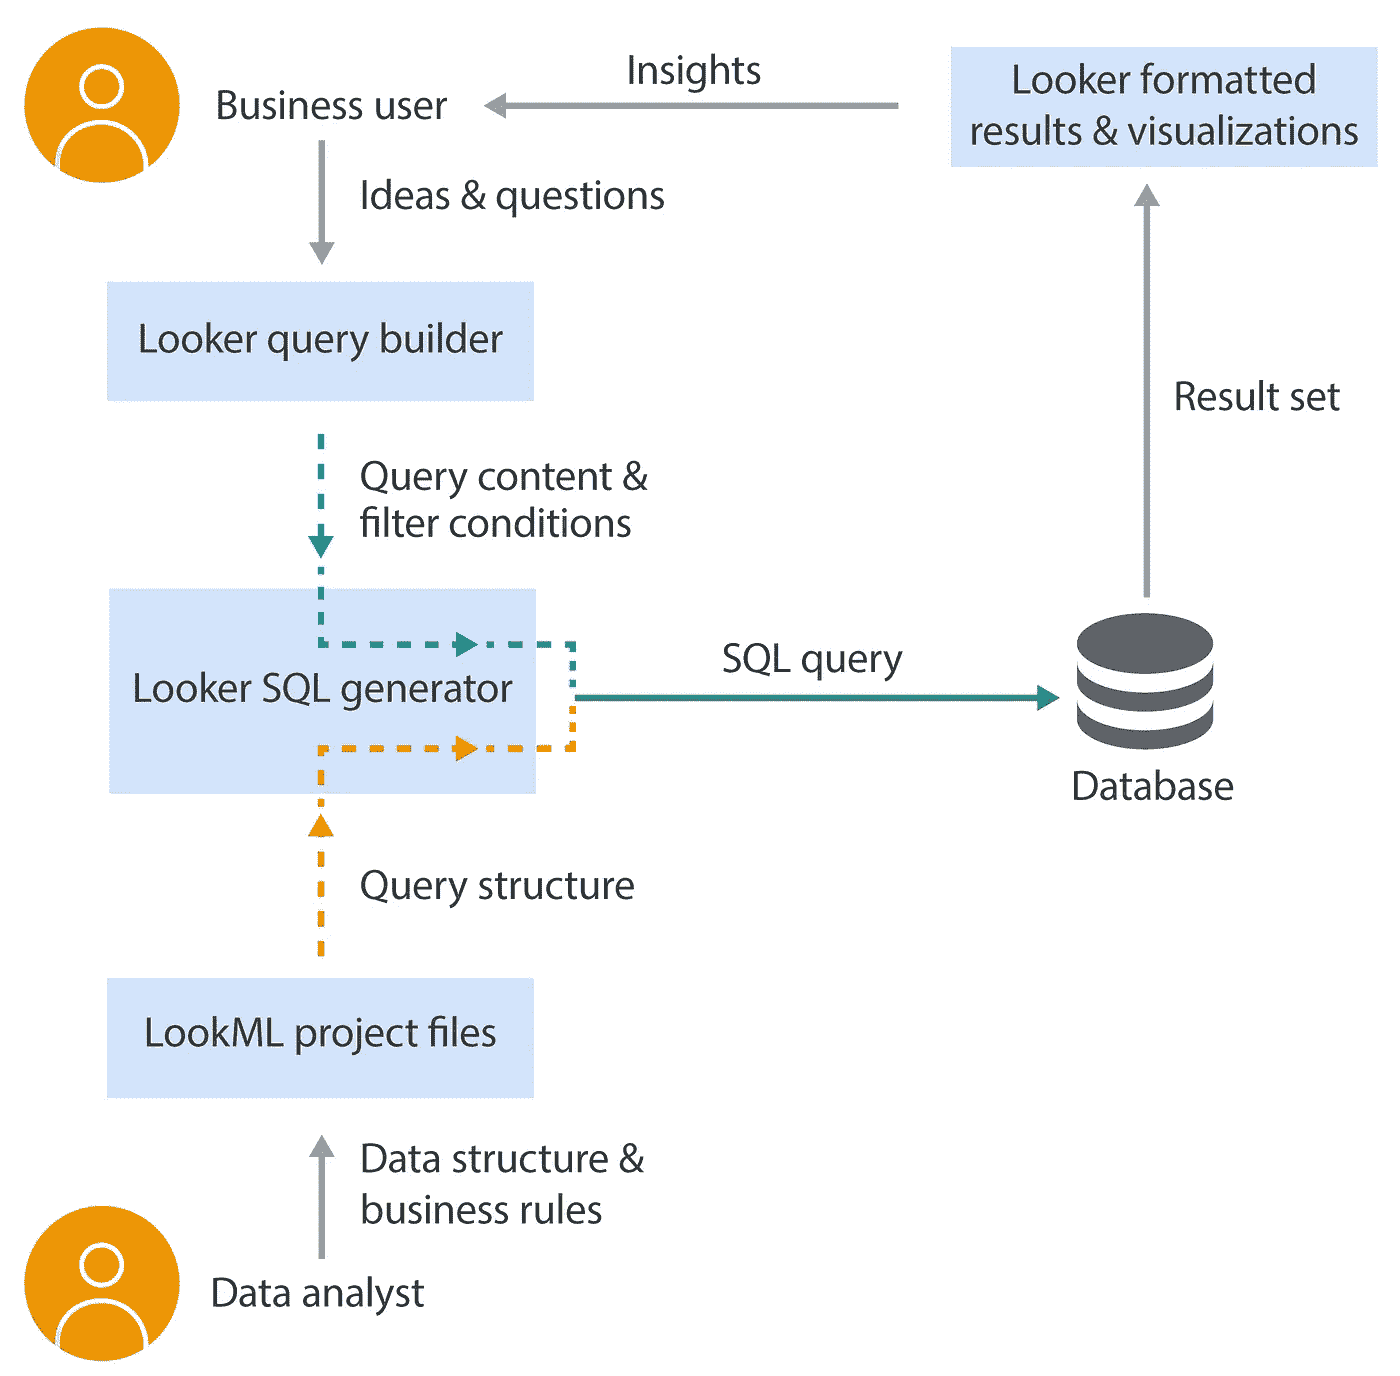 Business user
Insights
Looker formatted
results & visualizations
Ideas & questions
Looker query builder
Result set
Query content &
filter conditions
Looker SQL generator
SQL query
Database
Query structure
LookML project files
Data structure &
business rules
Data analyst